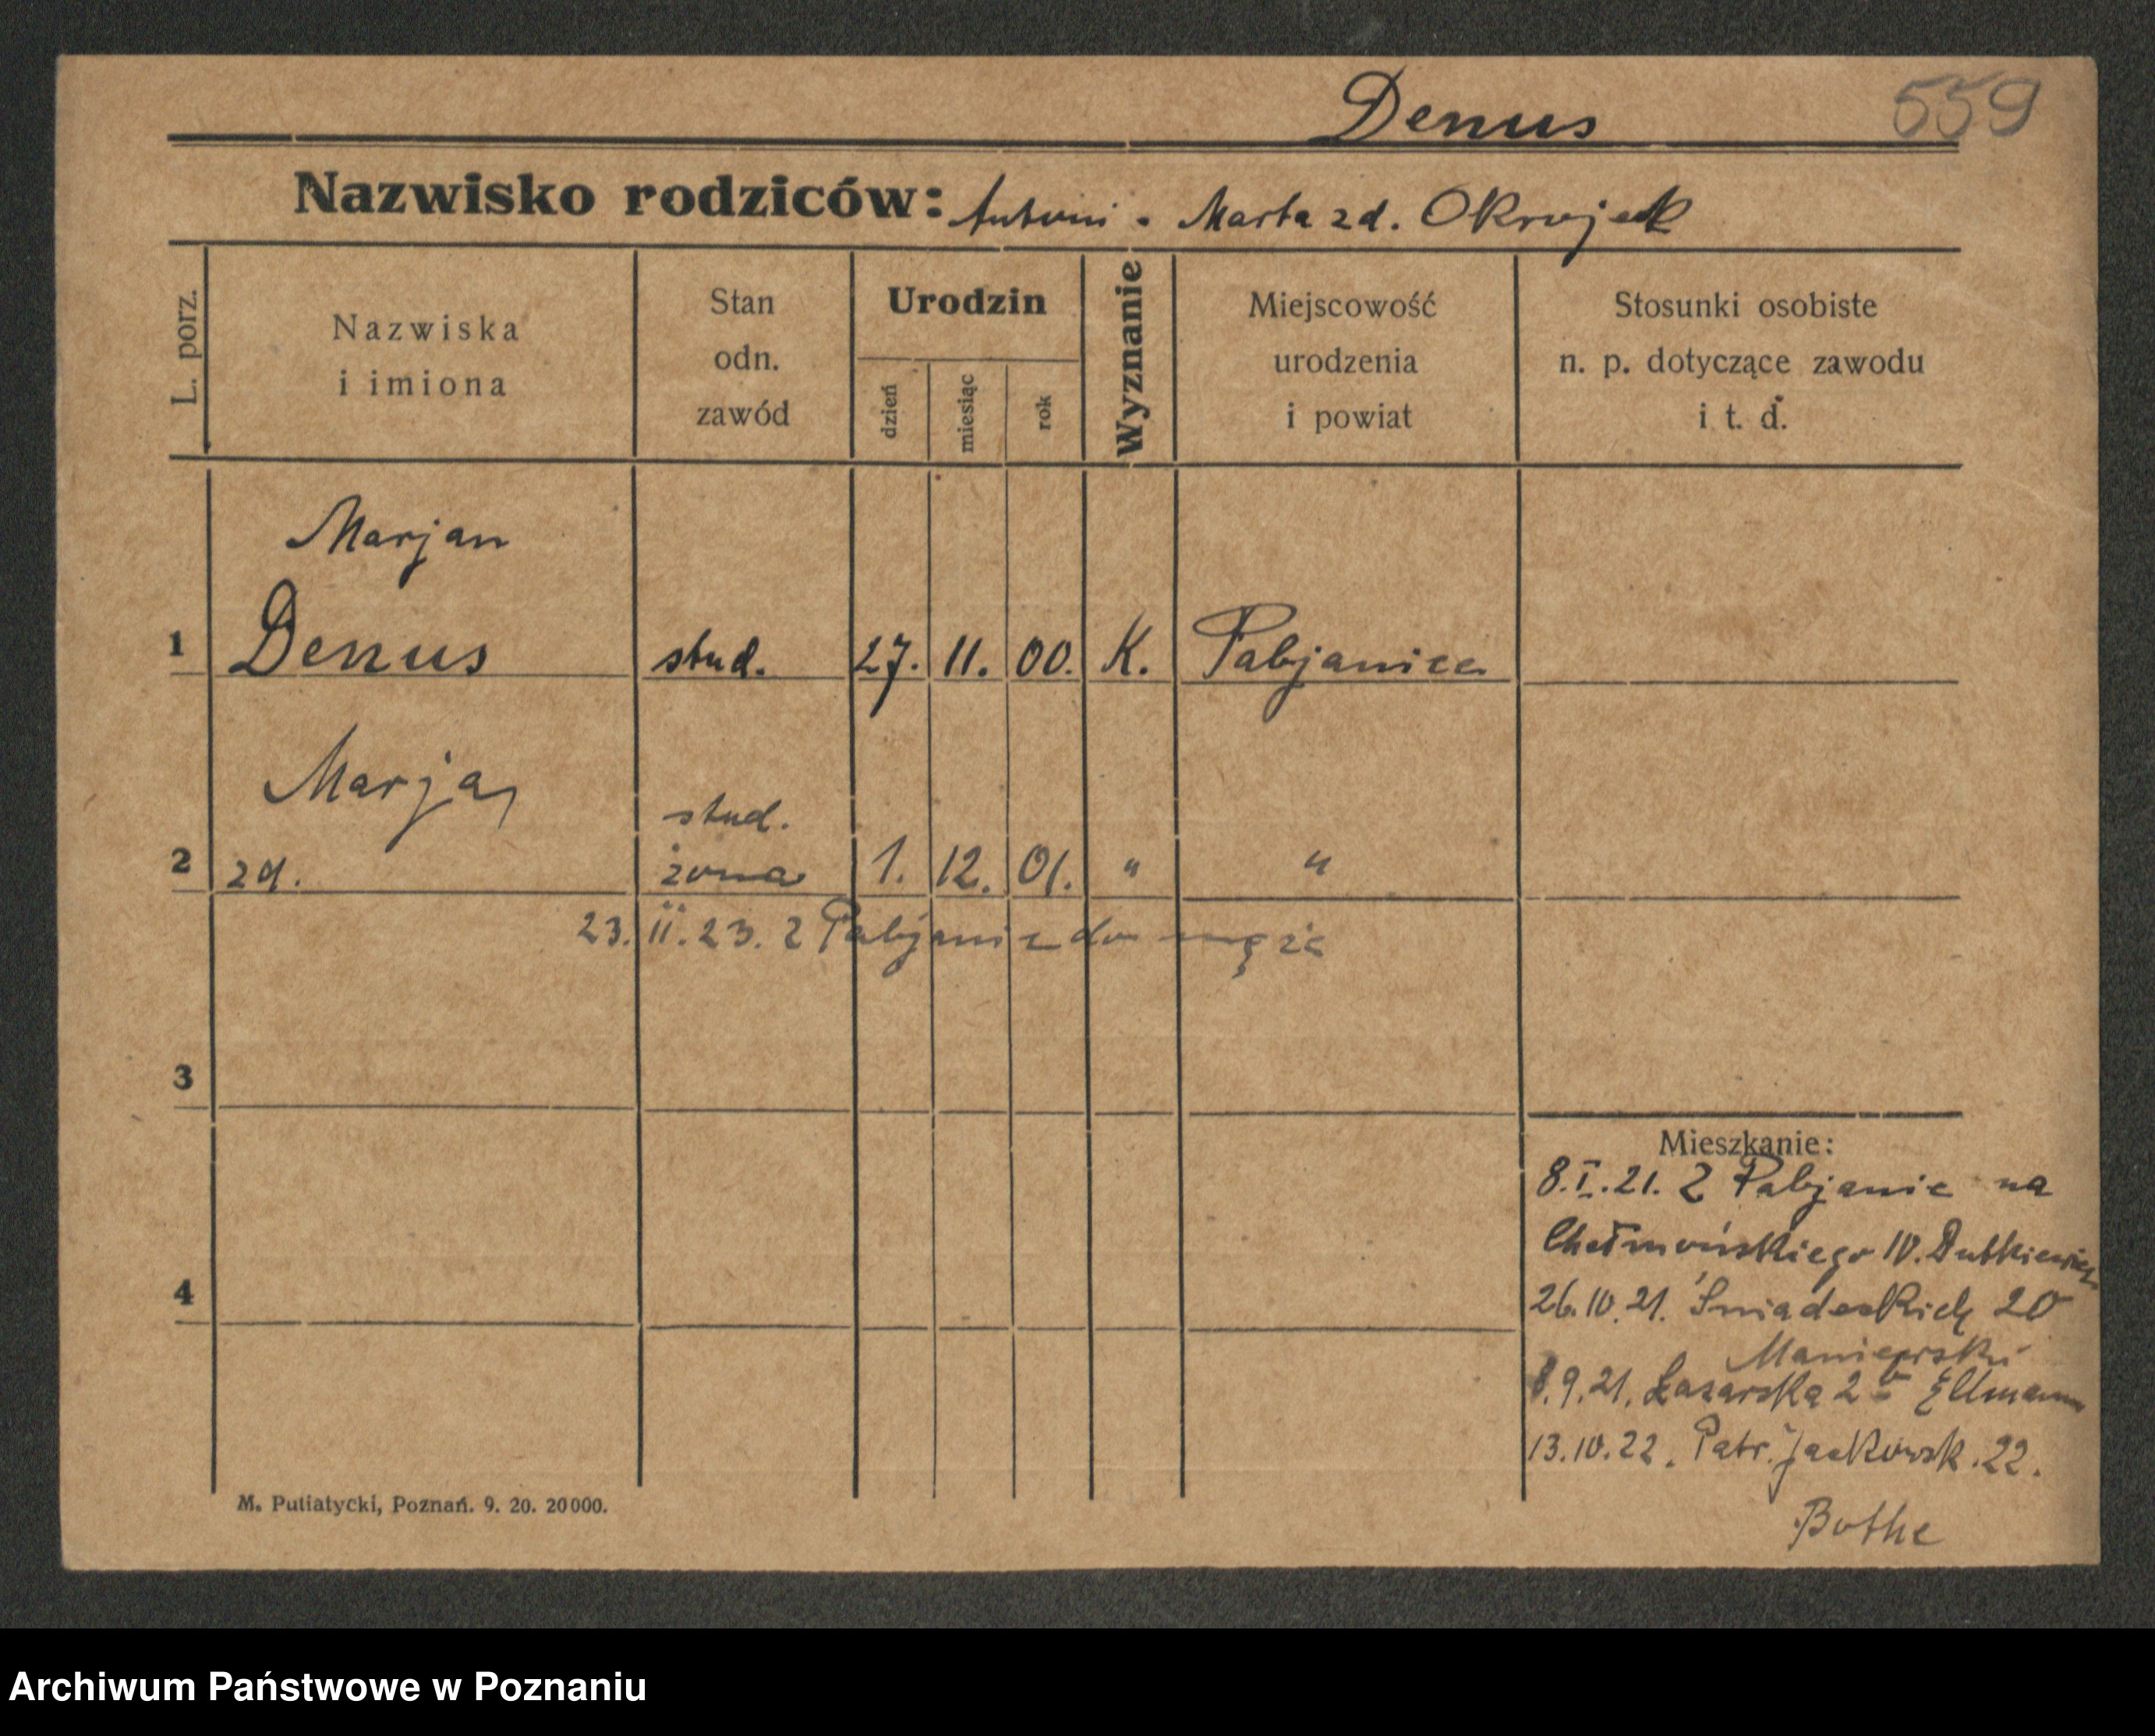 Denus 559
Nazwisko rodziców: Antoni - Marta zd. Okrojek
L. porz.
Nazwiska
i imiona
Stan
odn.
zawód
Urodzin
dzień
miesiąc
rok
Wyznanie
Miejscowość
urodzenia
i powiat
Stosunki osobiste
n. p. dotyczące zawodu
i t. d.
Marjan
1 Denus stud. 27. 11. 00. K. Pabjanice
Marja,
stud.
2 zd. żona 1. 12. 01. " "
23. II. 23. z Pabjanic do męża
3
4
Mieszkanie:
8. I. 21. Z Pabjanic na
Chełmońskiego 10. Dutkiewicz
26. 10. 21. Śniadeckich 20
8. 9. 21. Łazarska 2b Ellmann
13. 10. 22. Patr. Jackowsk. 22.
Bothe
M. Putiatycki, Poznań. 9. 20. 20000.
Archiwum Państwowe w Poznaniu